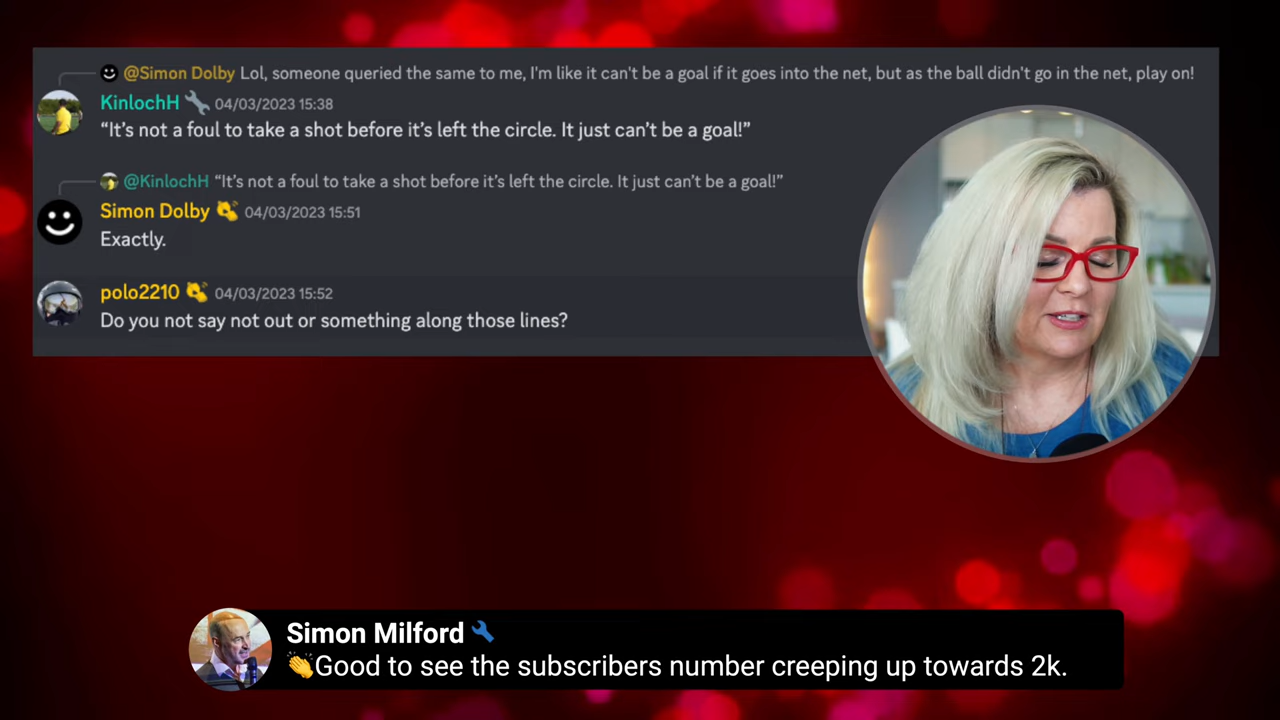 @Simon Dolby Lol, someone queried the same to me, I'm like it can't be a goal if it goes into the net, but as the ball didn't go in the net, play on!
KinlochH 04/03/2023 15:38
“It’s not a foul to take a shot before it’s left the circle. It just can’t be a goal!”
@KinlochH “It’s not a foul to take a shot before it’s left the circle. It just can’t be a goal!”
Simon Dolby 04/03/2023 15:51
Exactly.
polo2210 04/03/2023 15:52
Do you not say not out or something along those lines?
Simon Milford
👏Good to see the subscribers number creeping up towards 2k.